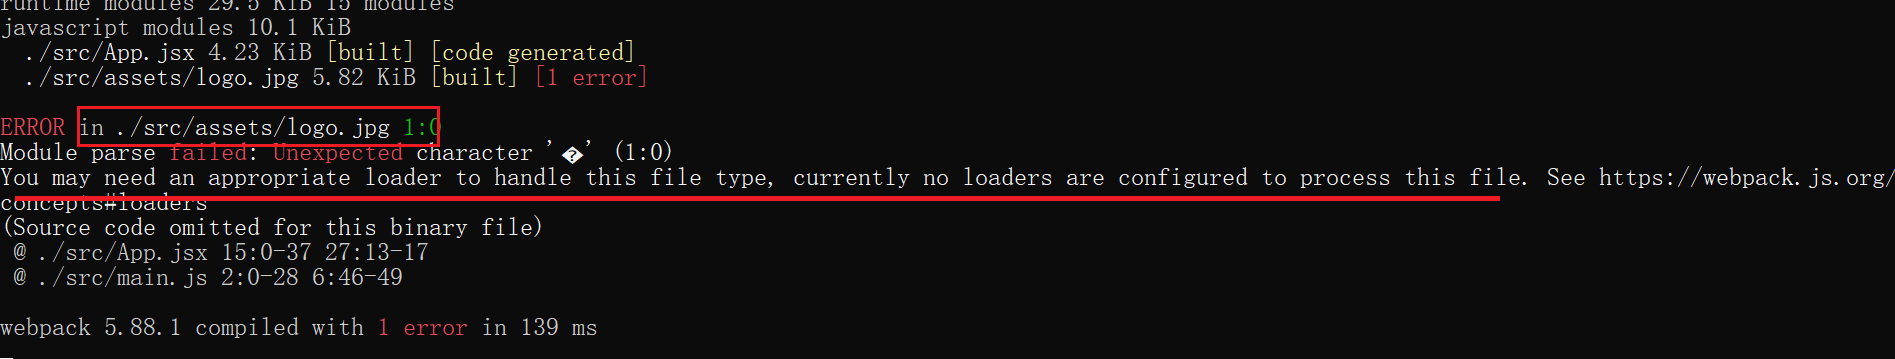 runtime modules 29.5 KiB 15 modules
javascript modules 10.1 KiB
  ./src/App.jsx 4.23 KiB [built] [code generated]
  ./src/assets/logo.jpg 5.82 KiB [built] [1 error]

ERROR in ./src/assets/logo.jpg 1:0
Module parse failed: Unexpected character '�' (1:0)
You may need an appropriate loader to handle this file type, currently no loaders are configured to process this file. See https://webpack.js.org/
concepts#loaders
(Source code omitted for this binary file)
 @ ./src/App.jsx 15:0-37 27:13-17
 @ ./src/main.js 2:0-28 6:46-49

webpack 5.88.1 compiled with 1 error in 139 ms